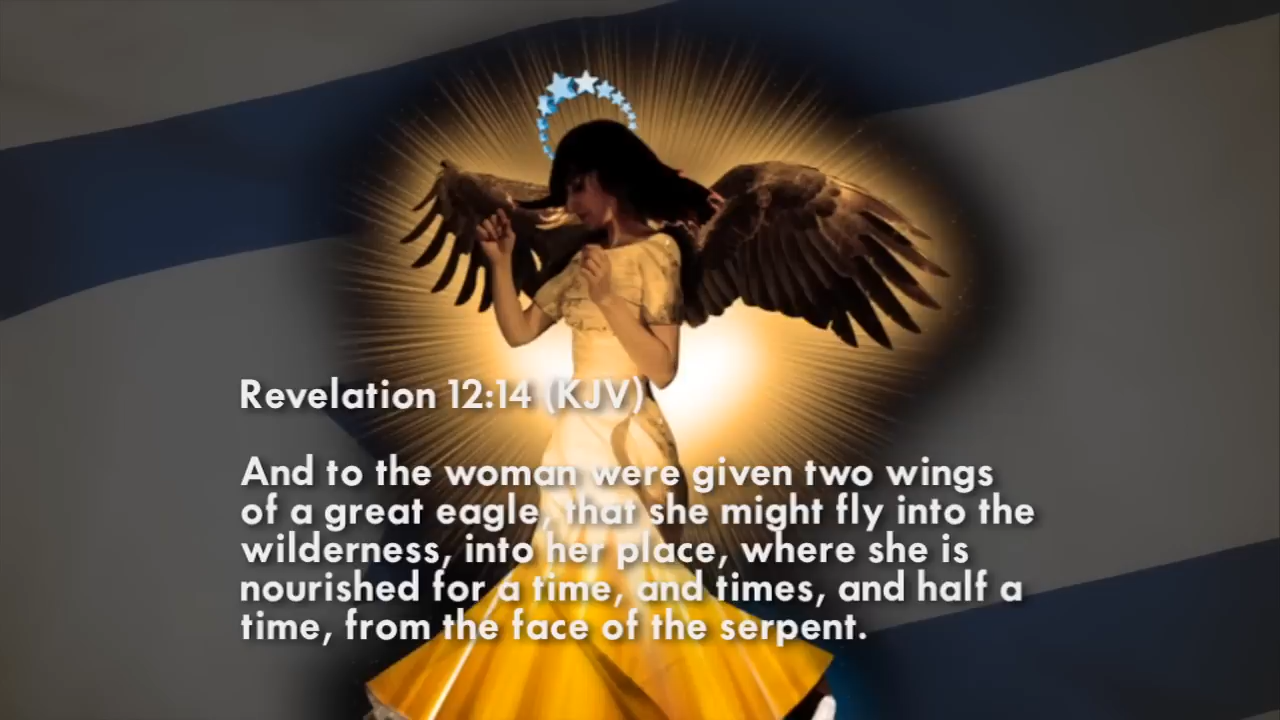 Revelation 12:14 (KJV)
And to the woman were given two wings
of a great eagle, that she might fly into the
wilderness, into her place, where she is
nourished for a time, and times, and half a
time, from the face of the serpent.